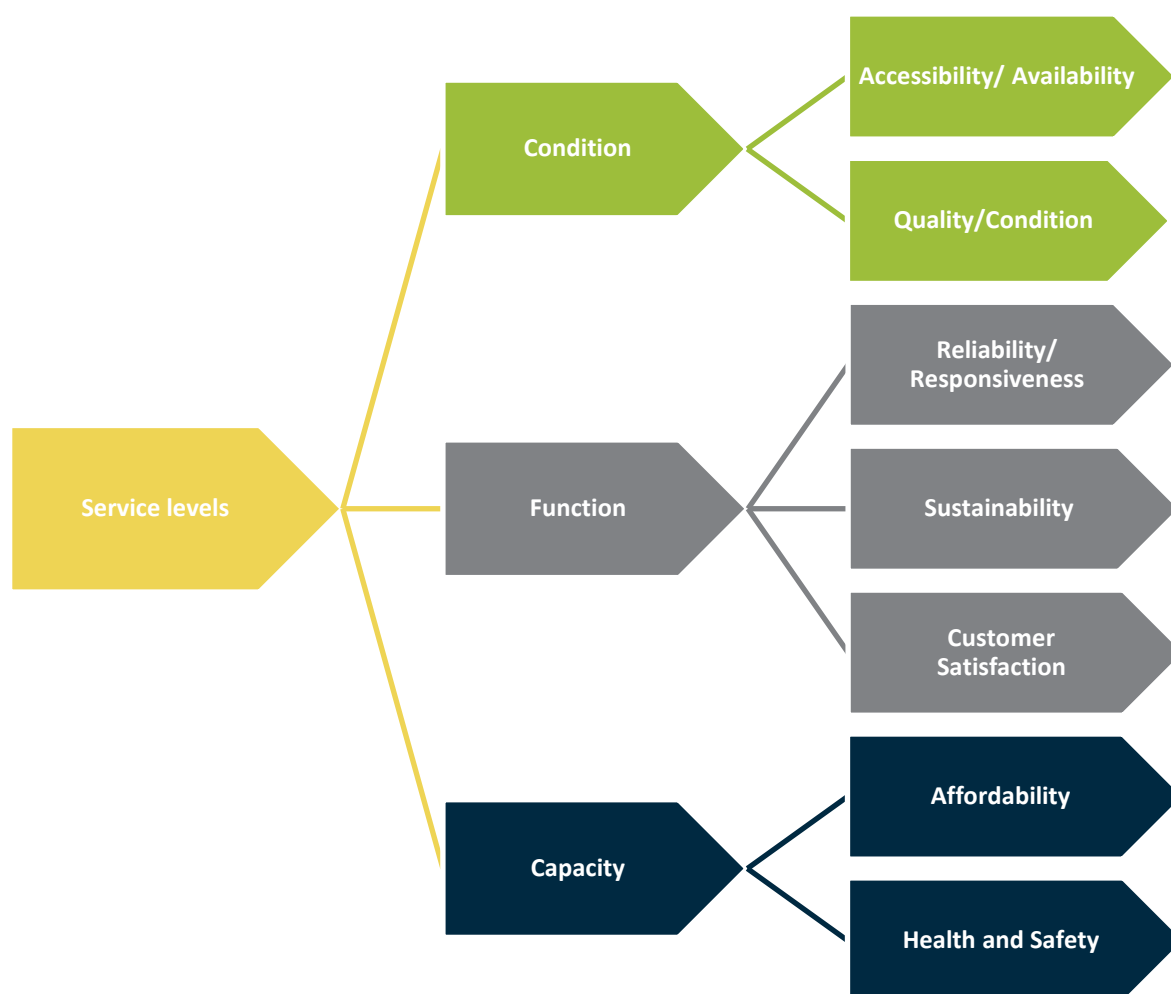 Service levels
Condition
Accessibility/ Availability
Quality/Condition
Function
Reliability/
Responsiveness
Sustainability
Customer
Satisfaction
Capacity
Affordability
Health and Safety